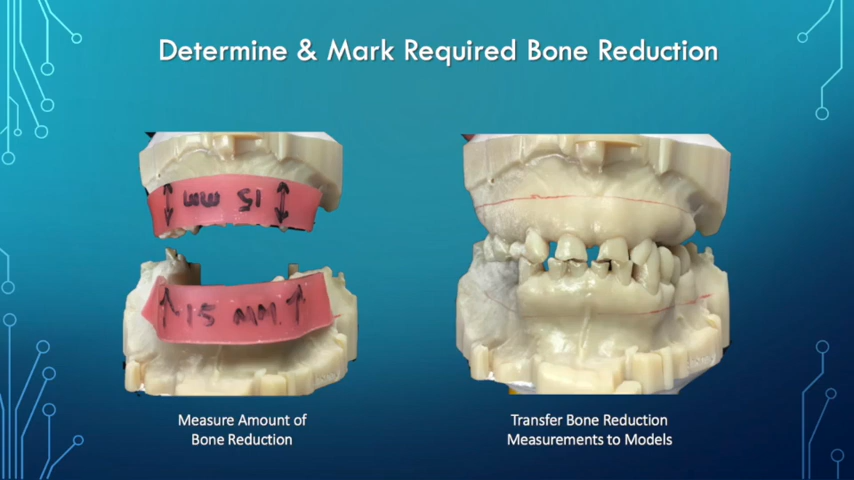 Determine & Mark Required Bone Reduction
15 MM
15 MM.
Measure Amount of
Bone Reduction
Transfer Bone Reduction
Measurements to Models